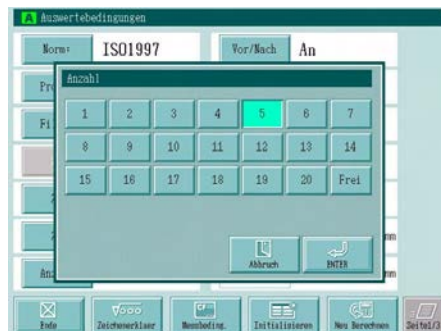 A Auswertebedingungen
Norm: ISO1997 Vor/Nach An
Anzahl
1 2 3 4 5 6 7
8 9 10 11 12 13 14
15 16 17 18 19 20 Frei
Abbruch ENTER
Ende Zeichenerklaer Messbeding. Initialisieren Neu Berechnen